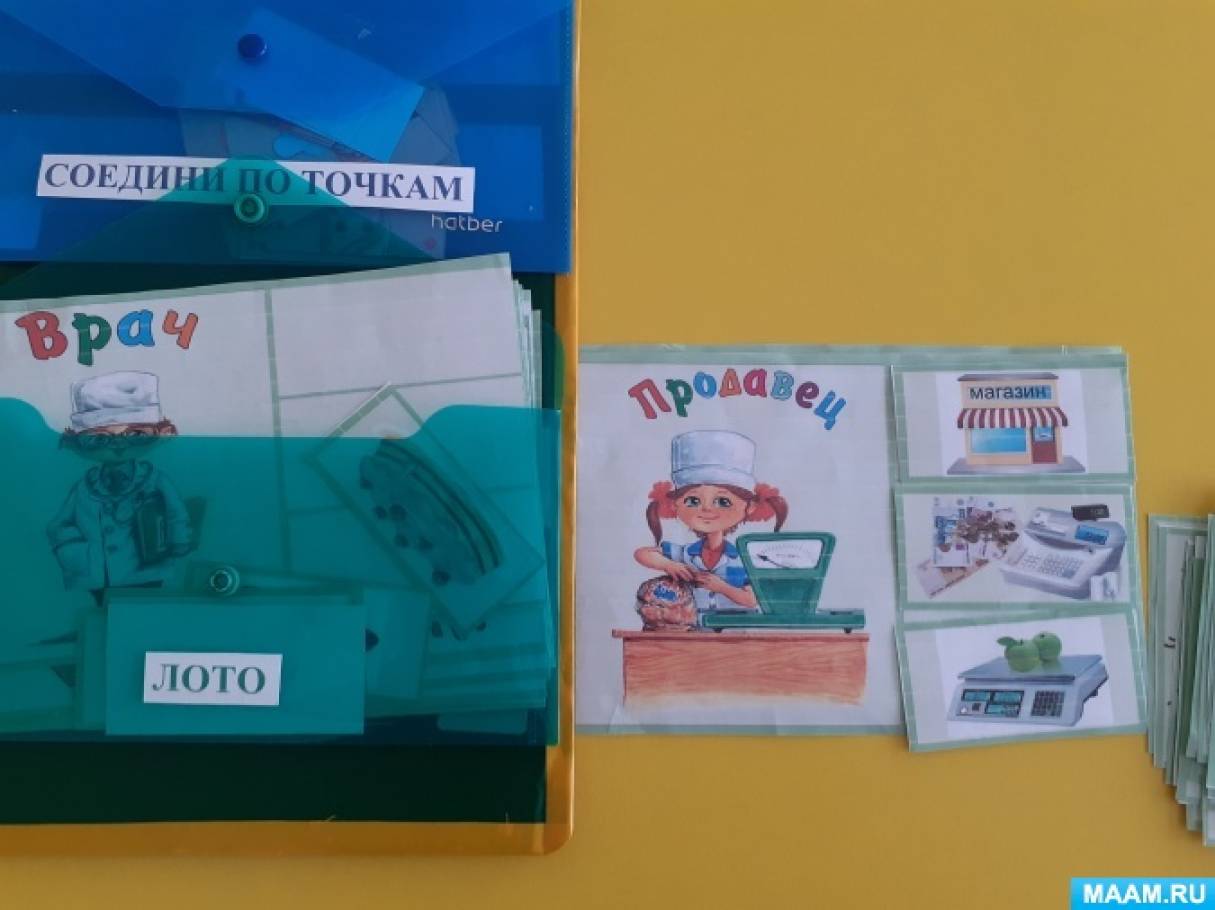 СОЕДИНИ ПО ТОЧКАМ
hatber
Врач
ЛОТО
Продавец
магазин
MAAM.RU